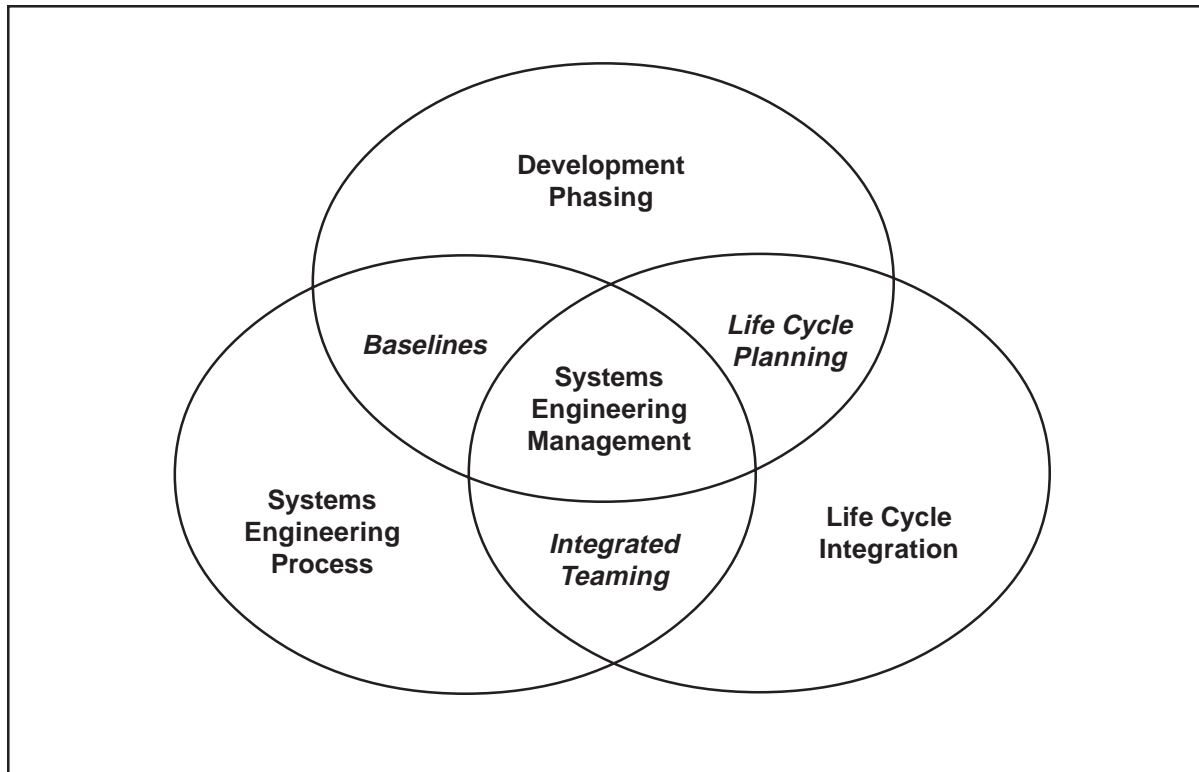 Development
Phasing
Baselines
Life Cycle
Planning
Systems
Engineering
Management
Systems
Engineering
Process
Integrated
Teaming
Life Cycle
Integration